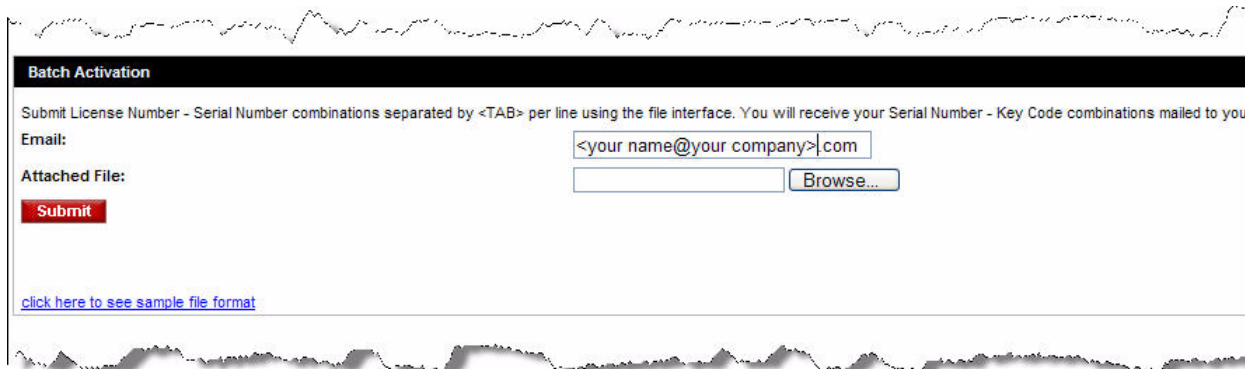 Batch Activation
Submit License Number - Serial Number combinations separated by <TAB> per line using the file interface. You will receive your Serial Number - Key Code combinations mailed to you
Email:
<your name@your company>.com
Attached File:
Browse...
Submit
click here to see sample file format